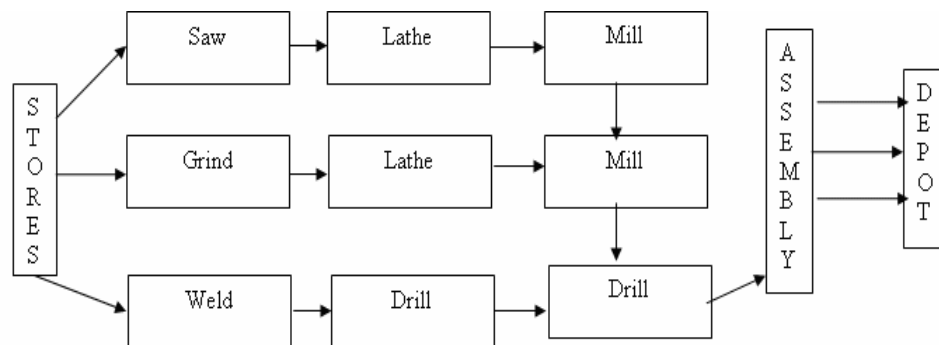 STORES
Saw
Lathe
Mill
Grind
Lathe
Mill
Weld
Drill
Drill
ASSEMBLY
DEPOT